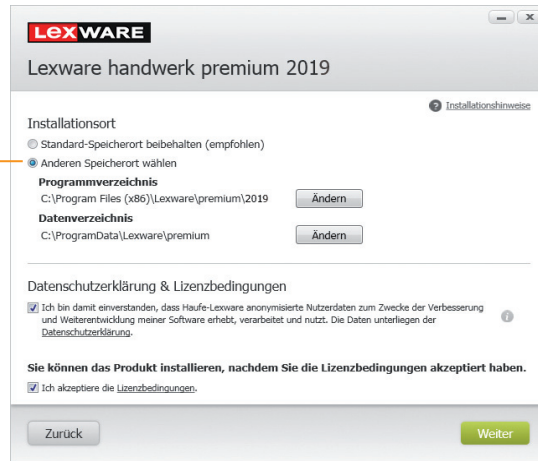 LEXWARE
Lexware handwerk premium 2019
Installationshinweise
Installationsort
Standard-Speicherort beibehalten (empfohlen)
Anderen Speicherort wählen
Programmverzeichnis
C:\Program Files (x86)\Lexware\premium\2019
Ändern
Datenverzeichnis
C:\ProgramData\Lexware\premium
Ändern
Datenschutzerklärung & Lizenzbedingungen
Ich bin damit einverstanden, dass Haufe-Lexware anonymisierte Nutzerdaten zum Zwecke der Verbesserung
und Weiterentwicklung meiner Software erhebt, verarbeitet und nutzt. Die Daten unterliegen der
Datenschutzerklärung.
Sie können das Produkt installieren, nachdem Sie die Lizenzbedingungen akzeptiert haben.
Ich akzeptiere die Lizenzbedingungen.
Zurück
Weiter